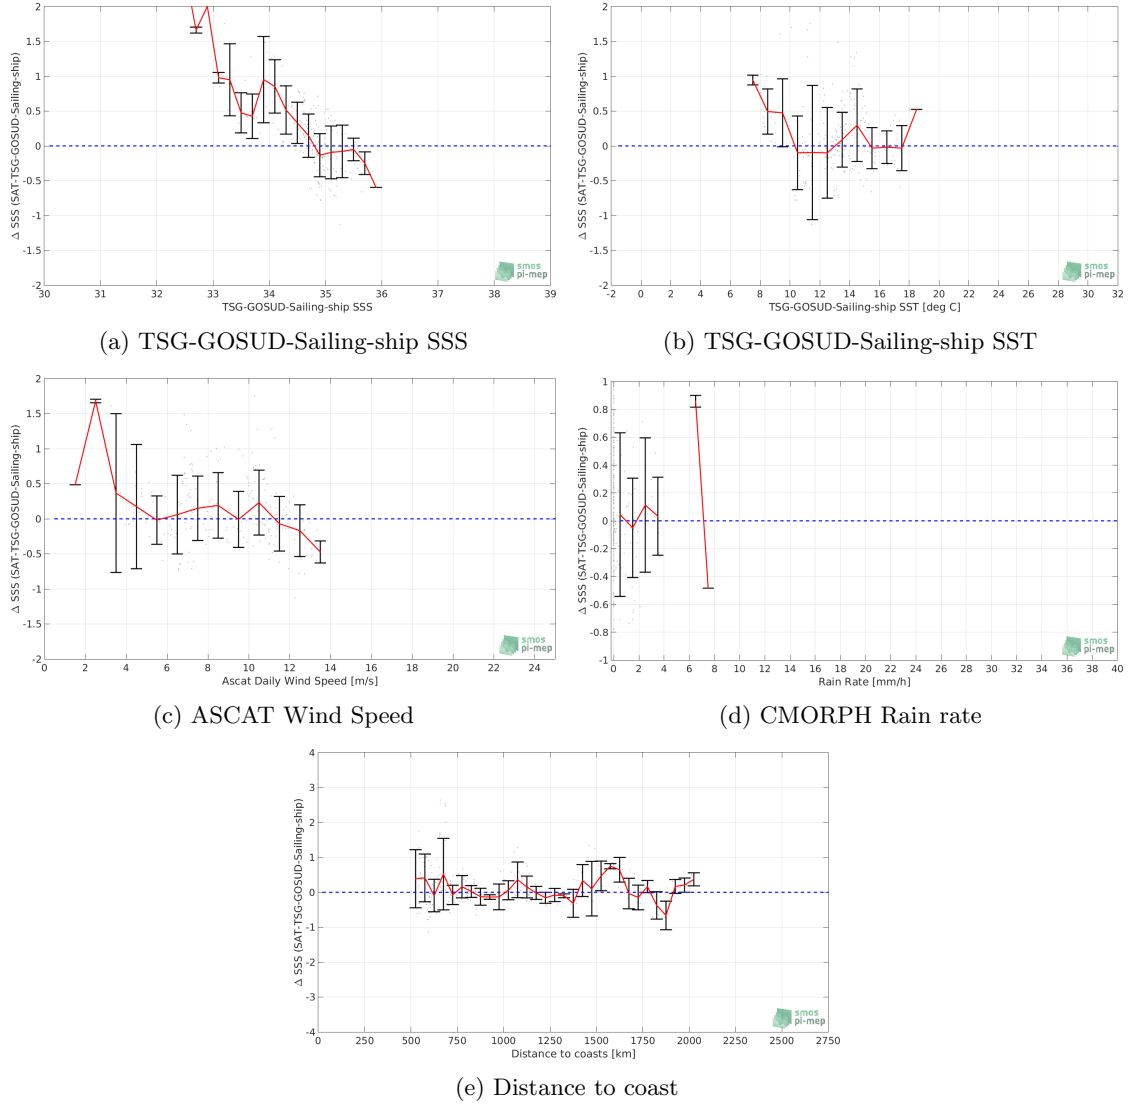 2
1.5
1
0.5
0
-0.5
-1
-1.5
-2
Δ SSS (SAT-TSG-GOSUD-Sailing-ship)
30 31 32 33 34 35 36 37 38 39
TSG-GOSUD-Sailing-ship SSS
smos
pi-mep
(a) TSG-GOSUD-Sailing-ship SSS
2
1.5
1
0.5
0
-0.5
-1
-1.5
-2
Δ SSS (SAT-TSG-GOSUD-Sailing-ship)
-2 0 2 4 6 8 10 12 14 16 18 20 22 24 26 28 30 32
TSG-GOSUD-Sailing-ship SST [deg C]
smos
pi-mep
(b) TSG-GOSUD-Sailing-ship SST
2
1.5
1
0.5
0
-0.5
-1
-1.5
-2
Δ SSS (SAT-TSG-GOSUD-Sailing-ship)
0 2 4 6 8 10 12 14 16 18 20 22 24
Ascat Daily Wind Speed [m/s]
smos
pi-mep
(c) ASCAT Wind Speed
1
0.8
0.6
0.4
0.2
0
-0.2
-0.4
-0.6
-0.8
-1
Δ SSS (SAT-TSG-GOSUD-Sailing-ship)
0 2 4 6 8 10 12 14 16 18 20 22 24 26 28 30 32 34 36 38 40
Rain Rate [mm/h]
smos
pi-mep
(d) CMORPH Rain rate
4
3
2
1
0
-1
-2
-3
-4
Δ SSS (SAT-TSG-GOSUD-Sailing-ship)
0 250 500 750 1000 1250 1500 1750 2000 2250 2500 2750
Distance to coasts [km]
smos
pi-mep
(e) Distance to coast